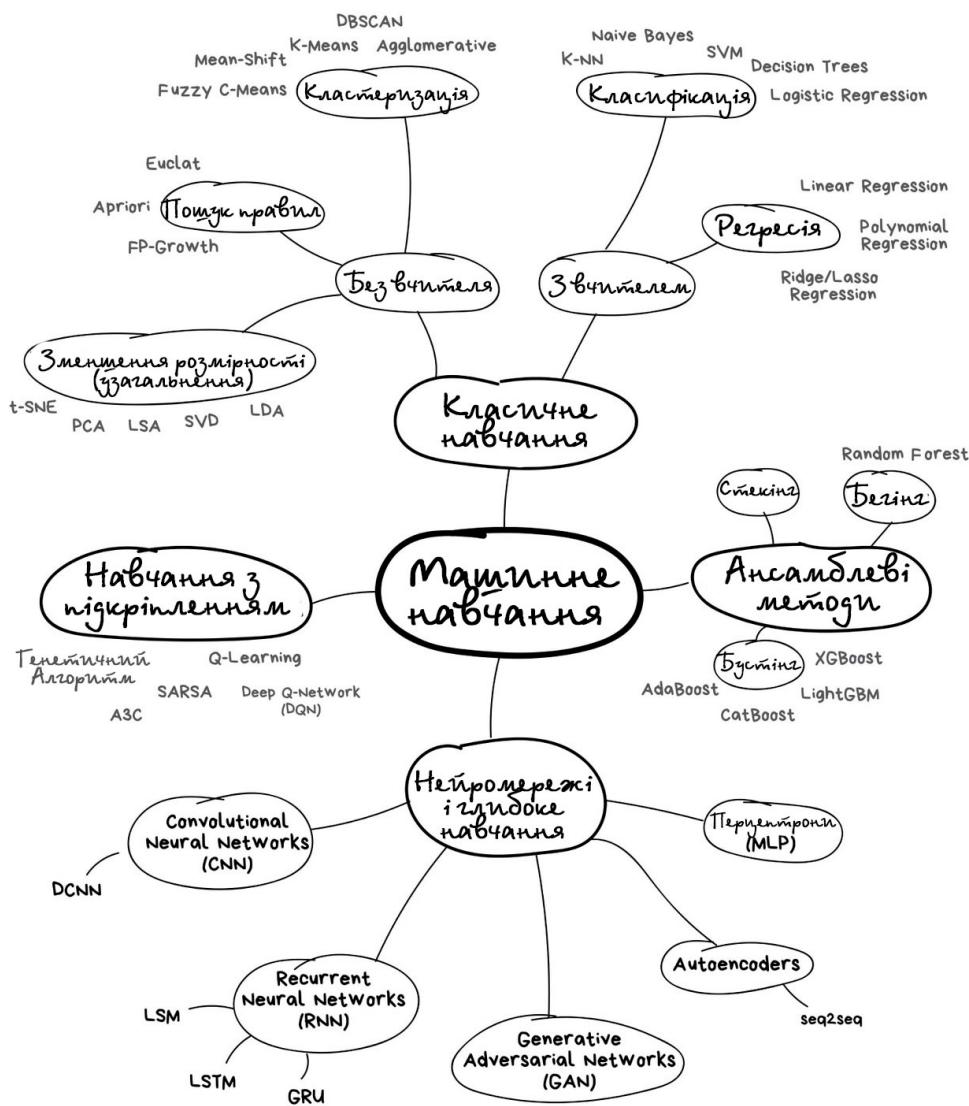 DBSCAN
K-Means
Agglomerative
Mean-Shift
Fuzzy C-Means
Кластеризація
Naive Bayes
K-NN
SVM
Decision Trees
Класифікація
Logistic Regression
Euclat
Apriori
Пошук правил
FP-Growth
Linear Regression
Регресія
Polynomial
Regression
Ridge/Lasso
Regression
Без вчителя
З вчителем
Зменшення розмірності
(узагальнення)
t-SNE
PCA
LSA
SVD
LDA
Класичне
навчання
Random Forest
Стекінг
Бегінг
Навчання з
підкріпленням
Машинне
навчання
Ансамблеві
методи
Генетичний
Алгоритм
Q-Learning
SARSA
Deep Q-Network
(DQN)
A3C
Бустінг
XGBoost
AdaBoost
LightGBM
CatBoost
Нейромережі
і глибоке
навчання
Convolutional
Neural Networks
(CNN)
DCNN
Перцептрони
(MLP)
Autoencoders
seq2seq
Recurrent
Neural Networks
(RNN)
LSM
LSTM
GRU
Generative
Adversarial Networks
(GAN)